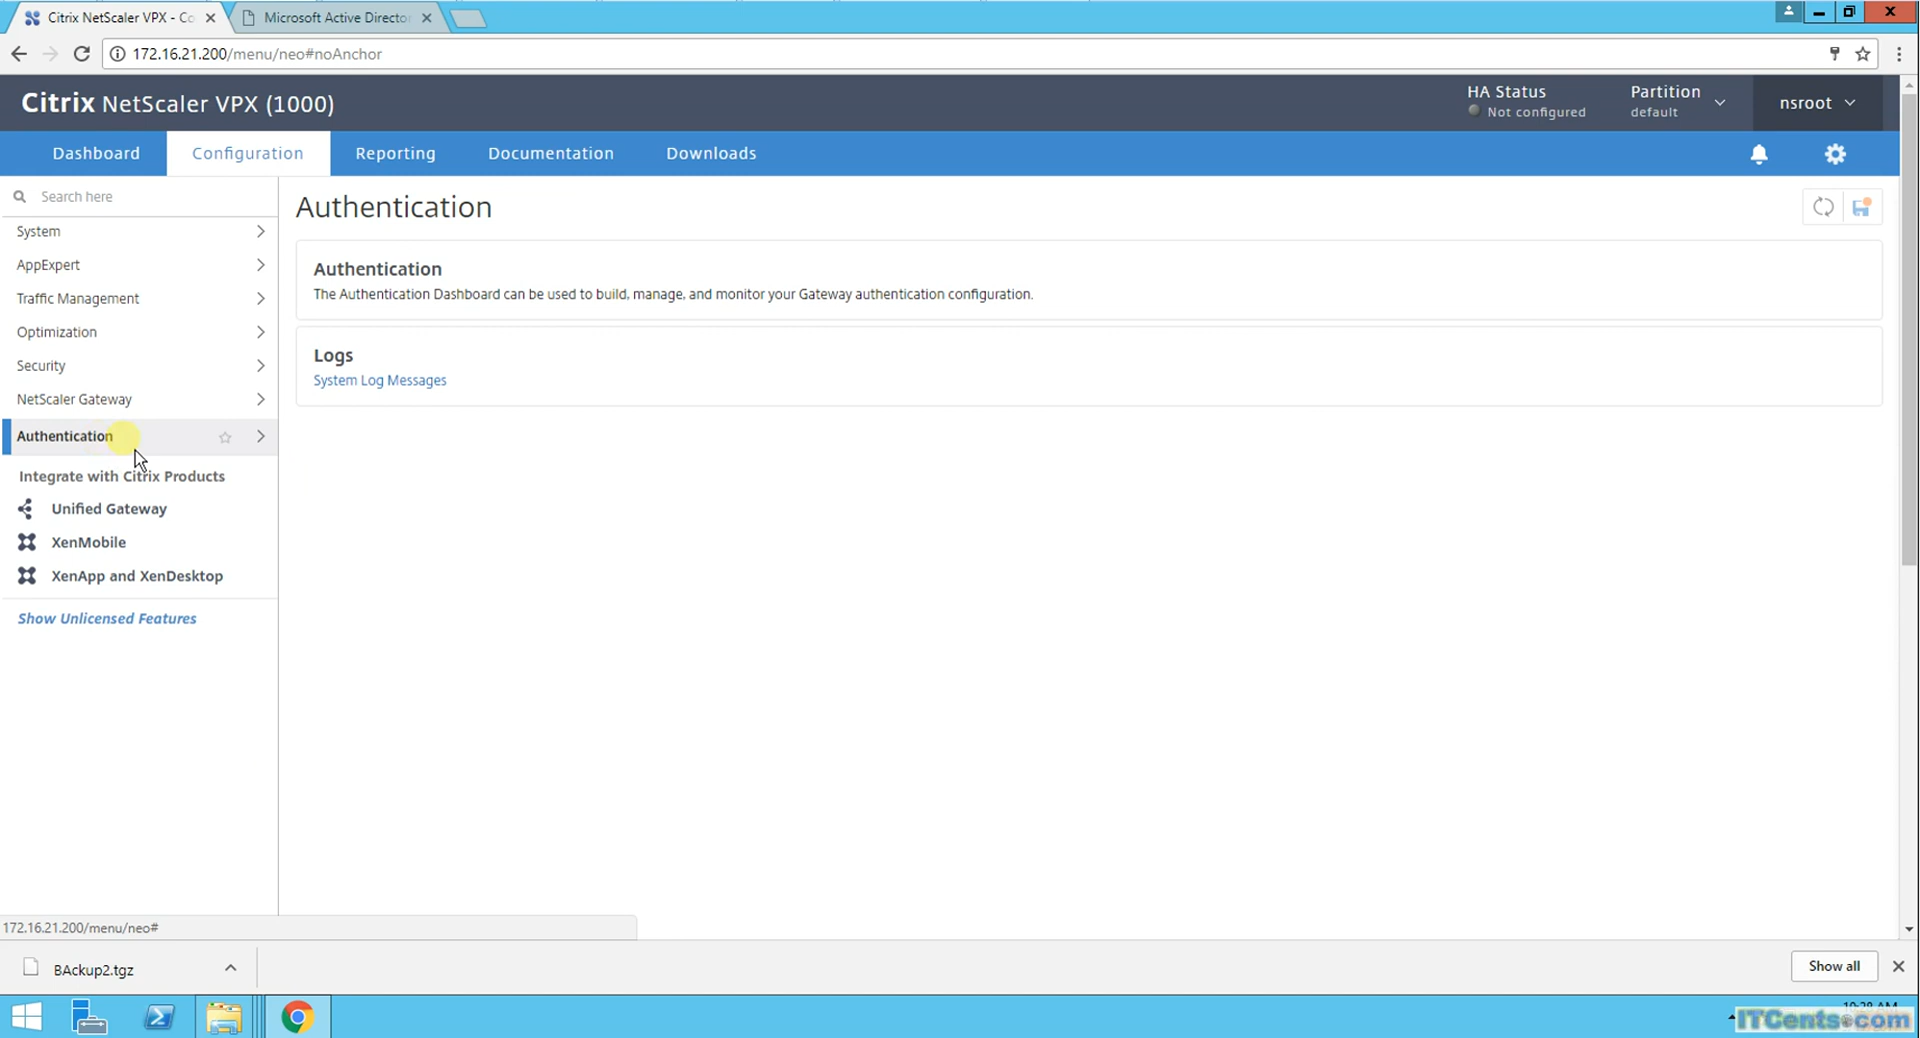 Citrix NetScaler VPX - Co
Microsoft Active Director
172.16.21.200/menu/neo#noAnchor
Citrix NetScaler VPX (1000)
HA Status
Not configured
Partition
default
nsroot
Dashboard
Configuration
Reporting
Documentation
Downloads
Search here
System
AppExpert
Traffic Management
Optimization
Security
NetScaler Gateway
Authentication
Integrate with Citrix Products
Unified Gateway
XenMobile
XenApp and XenDesktop
Show Unlicensed Features
Authentication
Authentication
The Authentication Dashboard can be used to build, manage, and monitor your Gateway authentication configuration.
Logs
System Log Messages
172.16.21.200/menu/neo#
BAckup2.tgz
Show all
ITCents.com